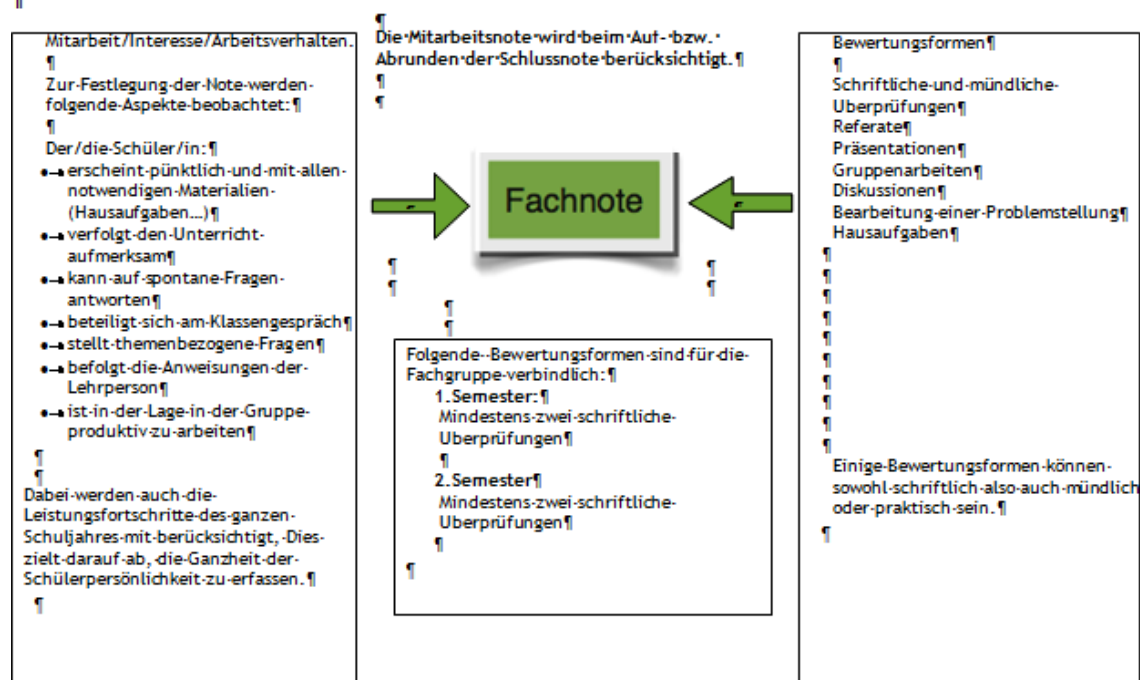 Mitarbeit/Interesse/Arbeitsverhalten.
Zur Festlegung der Note werden
folgende Aspekte beobachtet:
Der/die Schüler/in:
erscheint pünktlich und mit allen
notwendigen Materialien
(Hausaufgaben…)
verfolgt den Unterricht
aufmerksam
kann auf spontane Fragen
antworten
beteiligt sich am Klassengespräch
stellt themenbezogene Fragen
befolgt die Anweisungen der
Lehrperson
ist in der Lage in der Gruppe
produktiv zu arbeiten
Dabei werden auch die
Leistungsfortschritte des ganzen
Schuljahres mit berücksichtigt, Dies
zielt darauf ab, die Ganzheit der
Schülerpersönlichkeit zu erfassen.
Die Mitarbeitsnote wird beim Auf- bzw.
Abrunden der Schlussnote berücksichtigt.
Fachnote
Folgende Bewertungsformen sind für die
Fachgruppe verbindlich:
1.Semester:
Mindestens zwei schriftliche
Uberprüfungen
2.Semester
Mindestens zwei schriftliche
Uberprüfungen
Bewertungsformen
Schriftliche und mündliche
Uberprüfungen
Referate
Präsentationen
Gruppenarbeiten
Diskussionen
Bearbeitung einer Problemstellung
Hausaufgaben
Einige Bewertungsformen können
sowohl schriftlich also auch mündlich
oder praktisch sein.